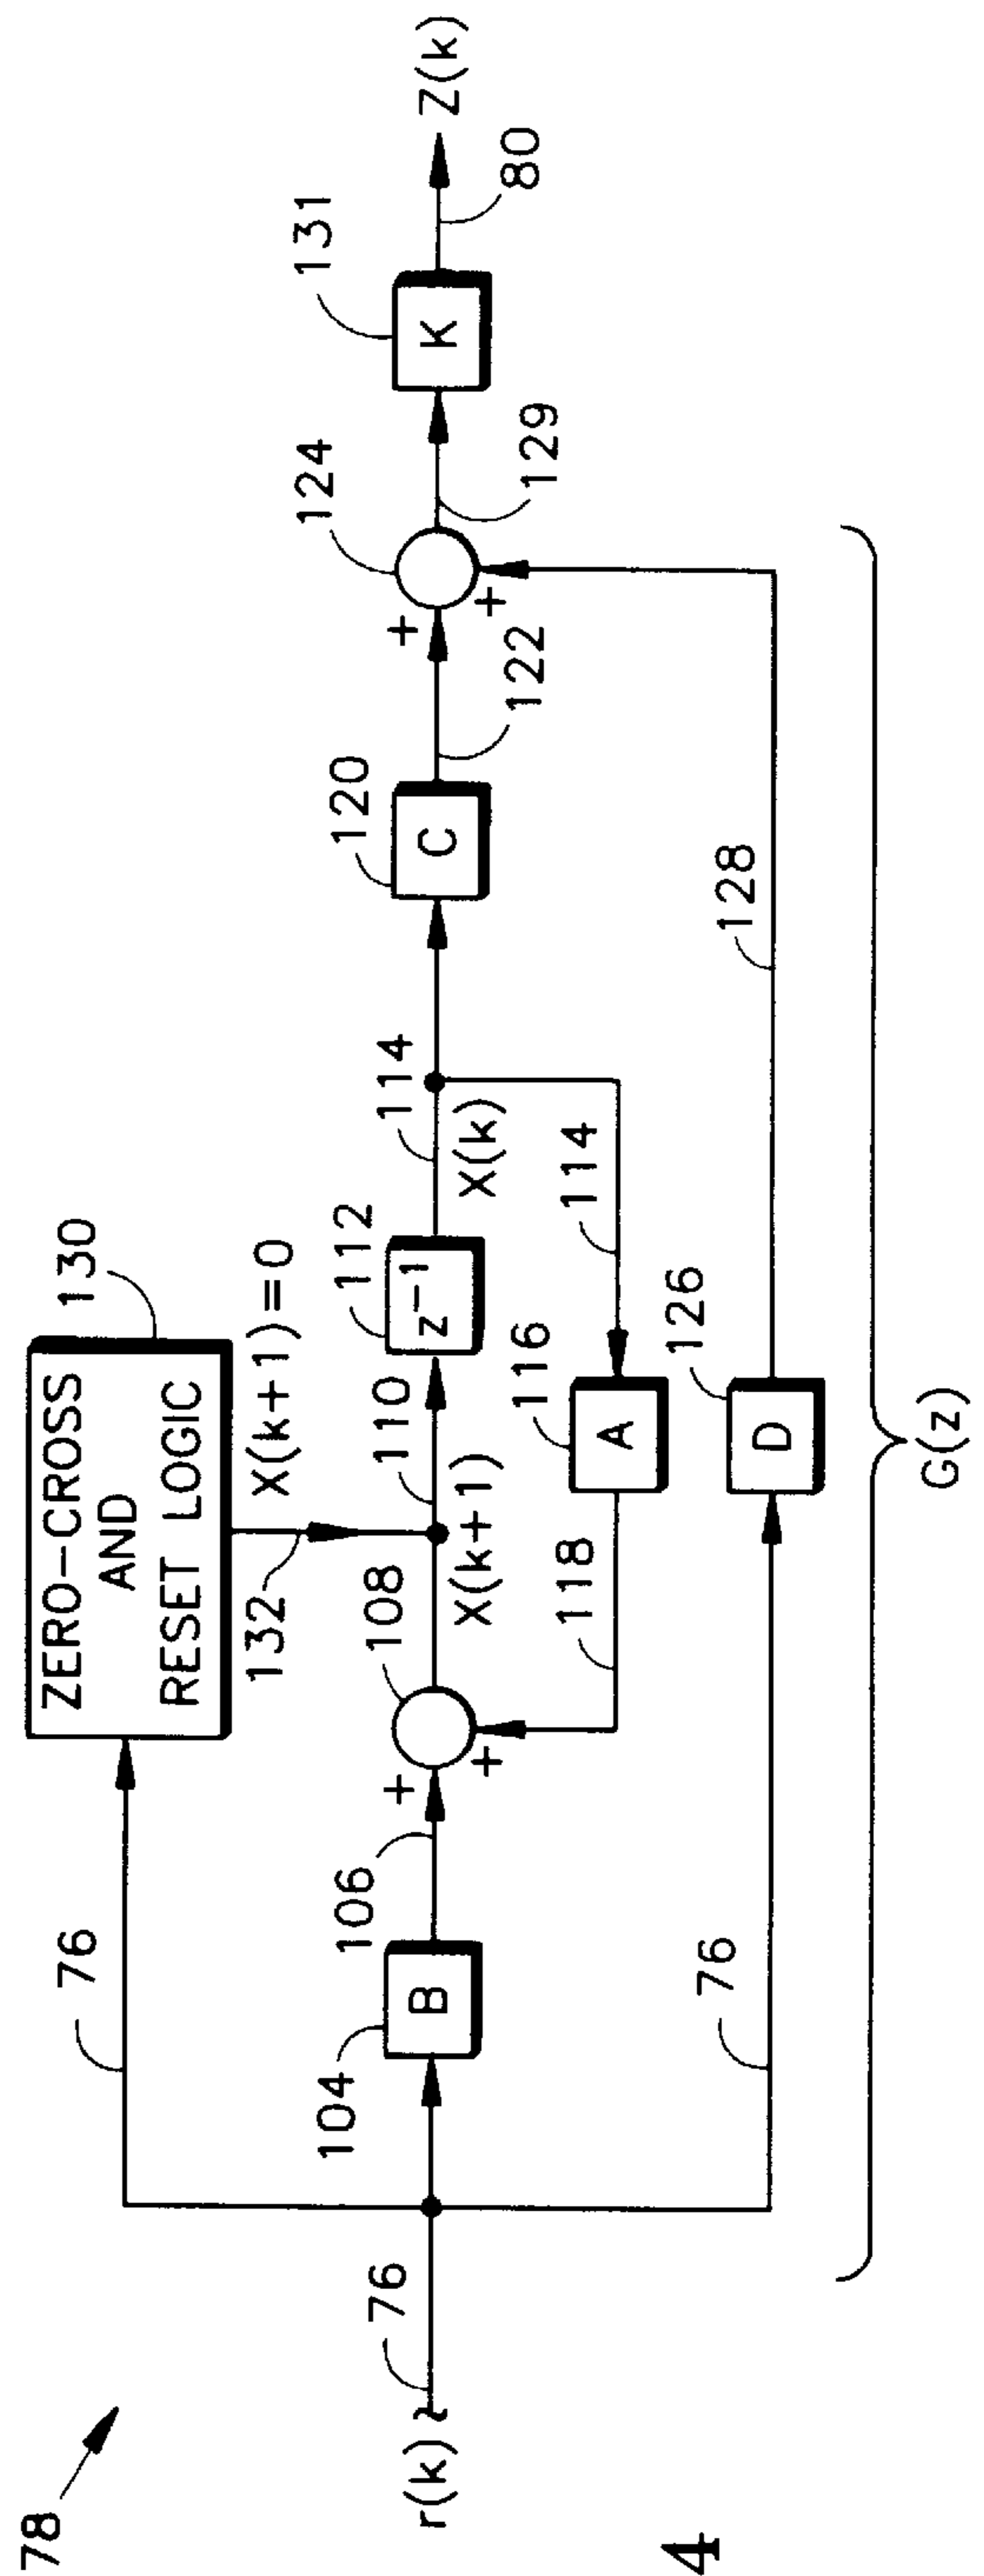 78
r(k)
76
76
76
104
B
106
+
+
108
ZERO-CROSS
AND
RESET LOGIC
130
132
X(k+1)=0
X(k+1)
110
112
z⁻¹
114
X(k)
114
116
A
118
120
C
122
+
+
124
126
D
128
129
131
K
80
Z(k)
G(z)
4